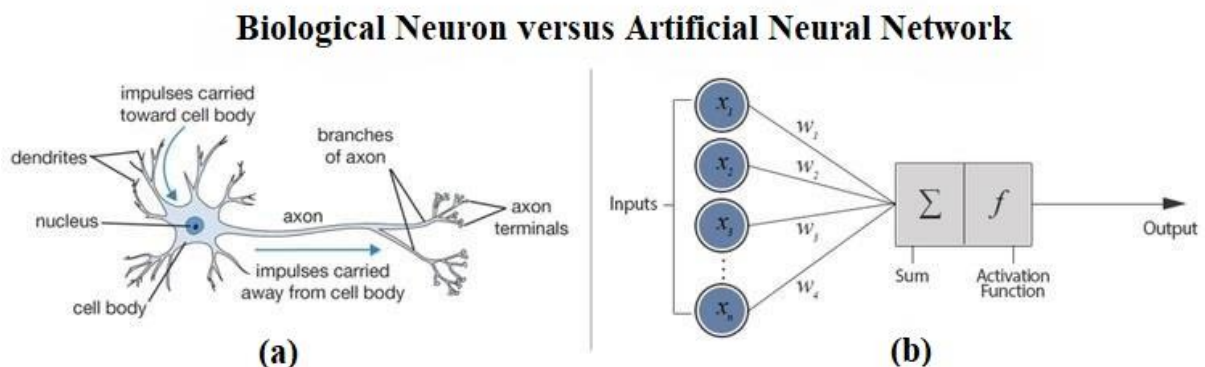 Biological Neuron versus Artificial Neural Network
impulses carried
toward cell body
dendrites
nucleus
cell body
axon
impulses carried
away from cell body
branches
of axon
axon
terminals
(a)
Inputs
x₁
x₂
x₃
xₙ
w₁
w₂
w₃
w₄
Σ
f
Sum
Activation
Function
Output
(b)